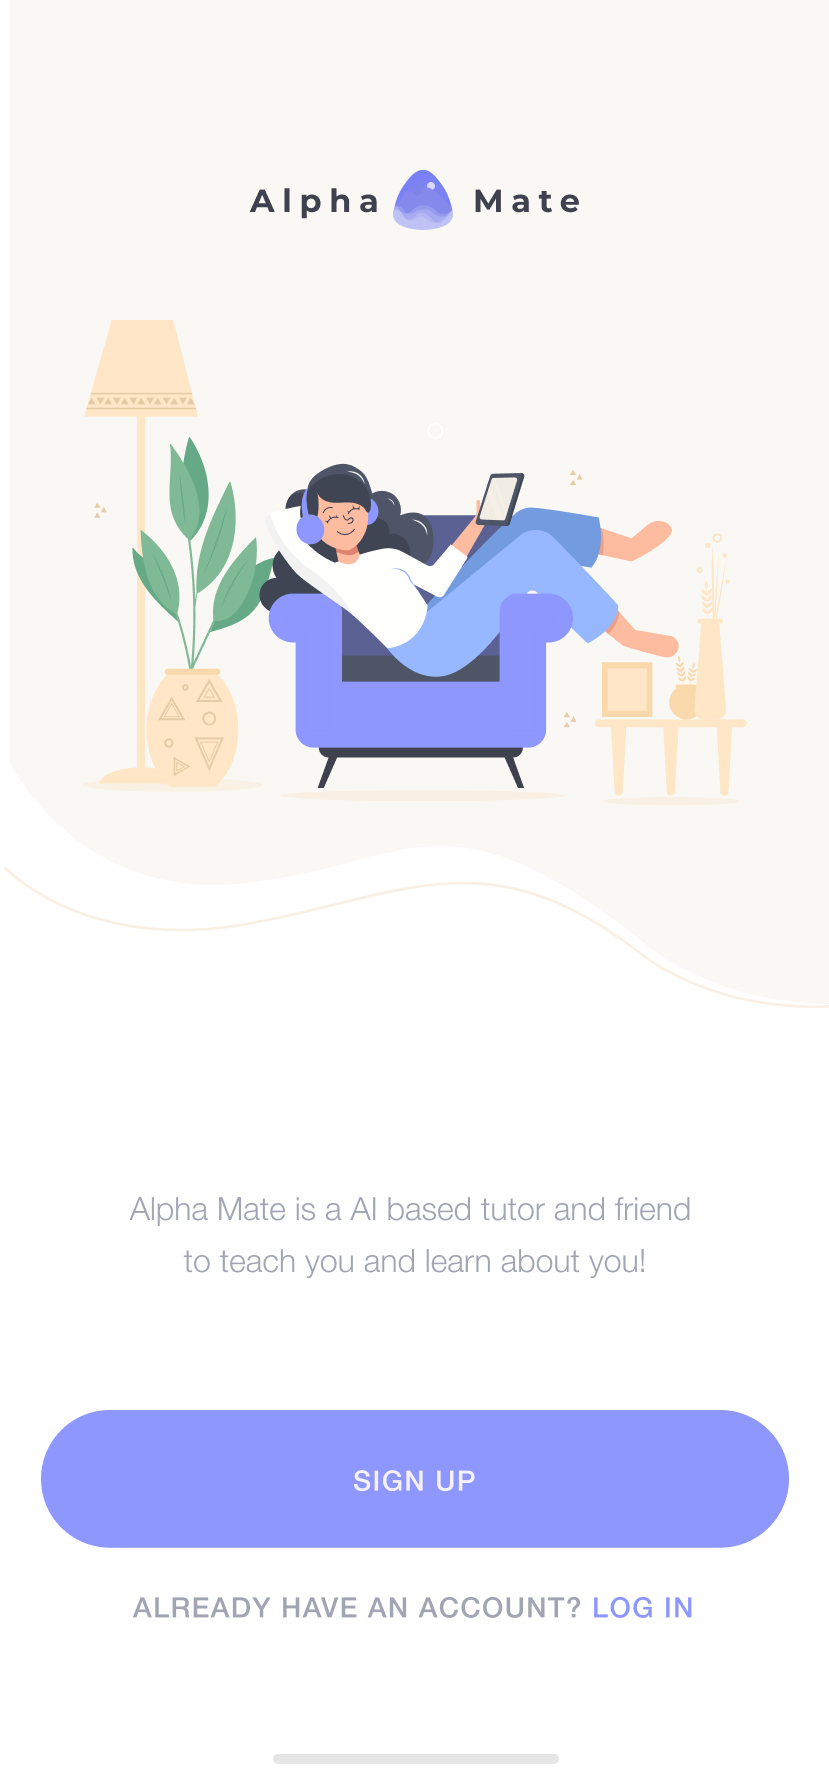 Alpha Mate
Alpha Mate is a AI based tutor and friend
to teach you and learn about you!
SIGN UP
ALREADY HAVE AN ACCOUNT? LOG IN